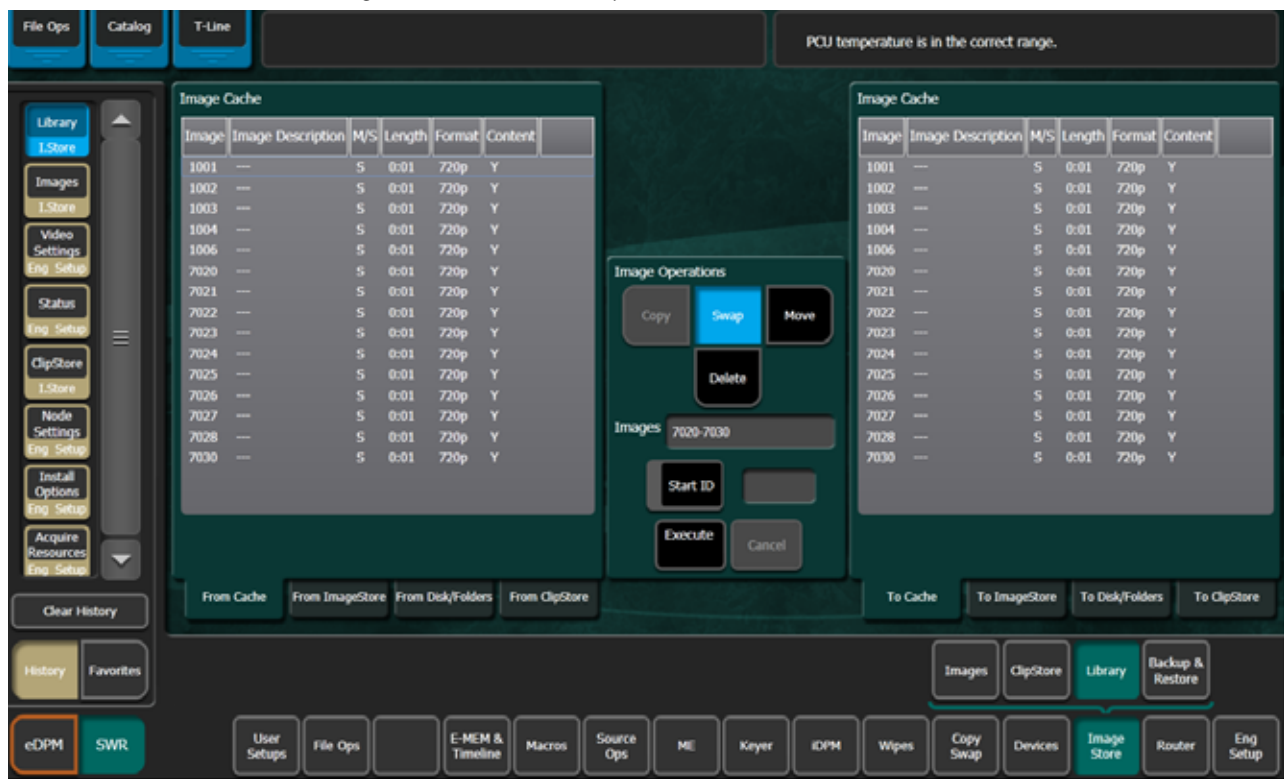 File Ops Catalog T-Line PCU temperature is in the correct range.
Library
I.Store
Images
I.Store
Video
Settings
Eng Setup
Status
Eng Setup
ClipStore
I.Store
Node
Settings
Eng Setup
Install
Options
Eng Setup
Acquire
Resources
Eng Setup
Clear History
History Favorites
eDPM SWR
Image Cache
Image Image Description M/S Length Format Content
1001 --- S 0:01 720p Y
1002 --- S 0:01 720p Y
1003 --- S 0:01 720p Y
1004 --- S 0:01 720p Y
1006 --- S 0:01 720p Y
7020 --- S 0:01 720p Y
7021 --- S 0:01 720p Y
7022 --- S 0:01 720p Y
7023 --- S 0:01 720p Y
7024 --- S 0:01 720p Y
7025 --- S 0:01 720p Y
7026 --- S 0:01 720p Y
7027 --- S 0:01 720p Y
7028 --- S 0:01 720p Y
7030 --- S 0:01 720p Y
From Cache From ImageStore From Disk/Folders From ClipStore
Image Operations
Copy Swap Move
Delete
Images 7020-7030
Start ID
Execute Cancel
Image Cache
Image Image Description M/S Length Format Content
1001 --- S 0:01 720p Y
1002 --- S 0:01 720p Y
1003 --- S 0:01 720p Y
1004 --- S 0:01 720p Y
1006 --- S 0:01 720p Y
7020 --- S 0:01 720p Y
7021 --- S 0:01 720p Y
7022 --- S 0:01 720p Y
7023 --- S 0:01 720p Y
7024 --- S 0:01 720p Y
7025 --- S 0:01 720p Y
7026 --- S 0:01 720p Y
7027 --- S 0:01 720p Y
7028 --- S 0:01 720p Y
7030 --- S 0:01 720p Y
To Cache To ImageStore To Disk/Folders To ClipStore
Images ClipStore Library Backup &
Restore
User
Setups
File Ops
E-MEM &
Timeline
Macros
Source
Ops
ME
Keyer
iDPM
Wipes
Copy
Swap
Devices
Image
Store
Router
Eng
Setup